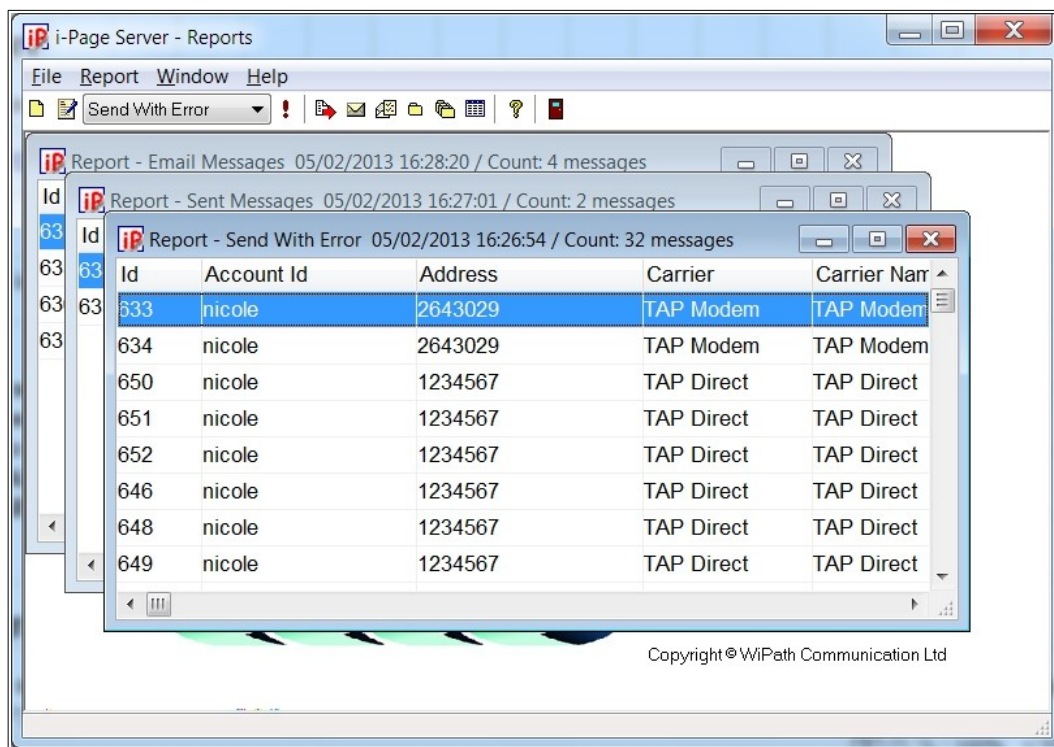 iP i-Page Server - Reports
File Report Window Help
Send With Error
iP Report - Email Messages 05/02/2013 16:28:20 / Count: 4 messages
Id
iP Report - Sent Messages 05/02/2013 16:27:01 / Count: 2 messages
Id
iP Report - Send With Error 05/02/2013 16:26:54 / Count: 32 messages
Id Account Id Address Carrier Carrier Nam
633 nicole 2643029 TAP Modem TAP Modem
634 nicole 2643029 TAP Modem TAP Modem
650 nicole 1234567 TAP Direct TAP Direct
651 nicole 1234567 TAP Direct TAP Direct
652 nicole 1234567 TAP Direct TAP Direct
646 nicole 1234567 TAP Direct TAP Direct
648 nicole 1234567 TAP Direct TAP Direct
649 nicole 1234567 TAP Direct TAP Direct
Copyright © WiPath Communication Ltd